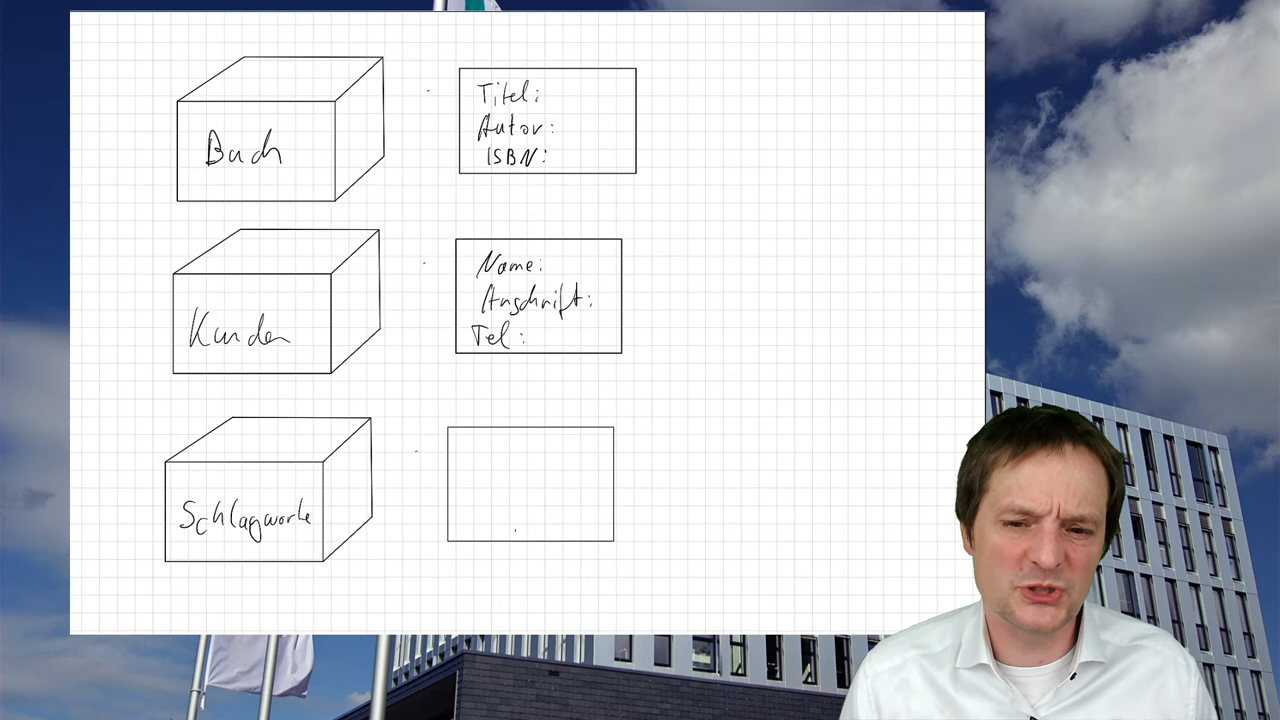 Buch
Titel:
Autor:
ISBN:
Kunden
Name:
Anschrift:
Tel:
Schlagworte